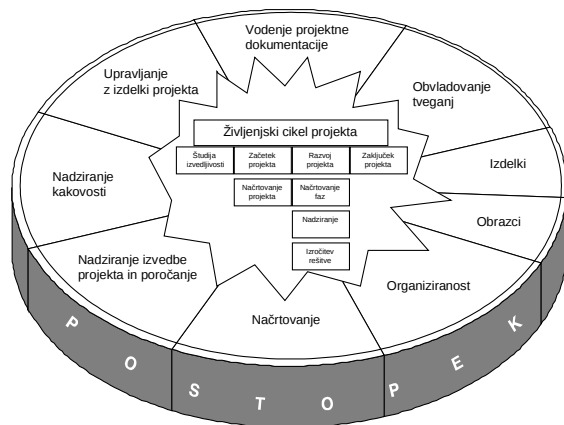 Vodenje projektne
dokumentacije
Upravljanje
z izdelki projekta
Obvladovanje
tveganj
Življenjski cikel projekta
Študija
izvedljivosti
Začetek
projekta
Razvoj
projekta
Zaključek
projekta
Izdelki
Nadziranje
kakovosti
Načrtovanje
projekta
Načrtovanje
faz
Nadziranje
Obrazci
Izročitev
rešitve
Nadziranje izvedbe
projekta in poročanje
Organiziranost
Načrtovanje
P O S T O P E K